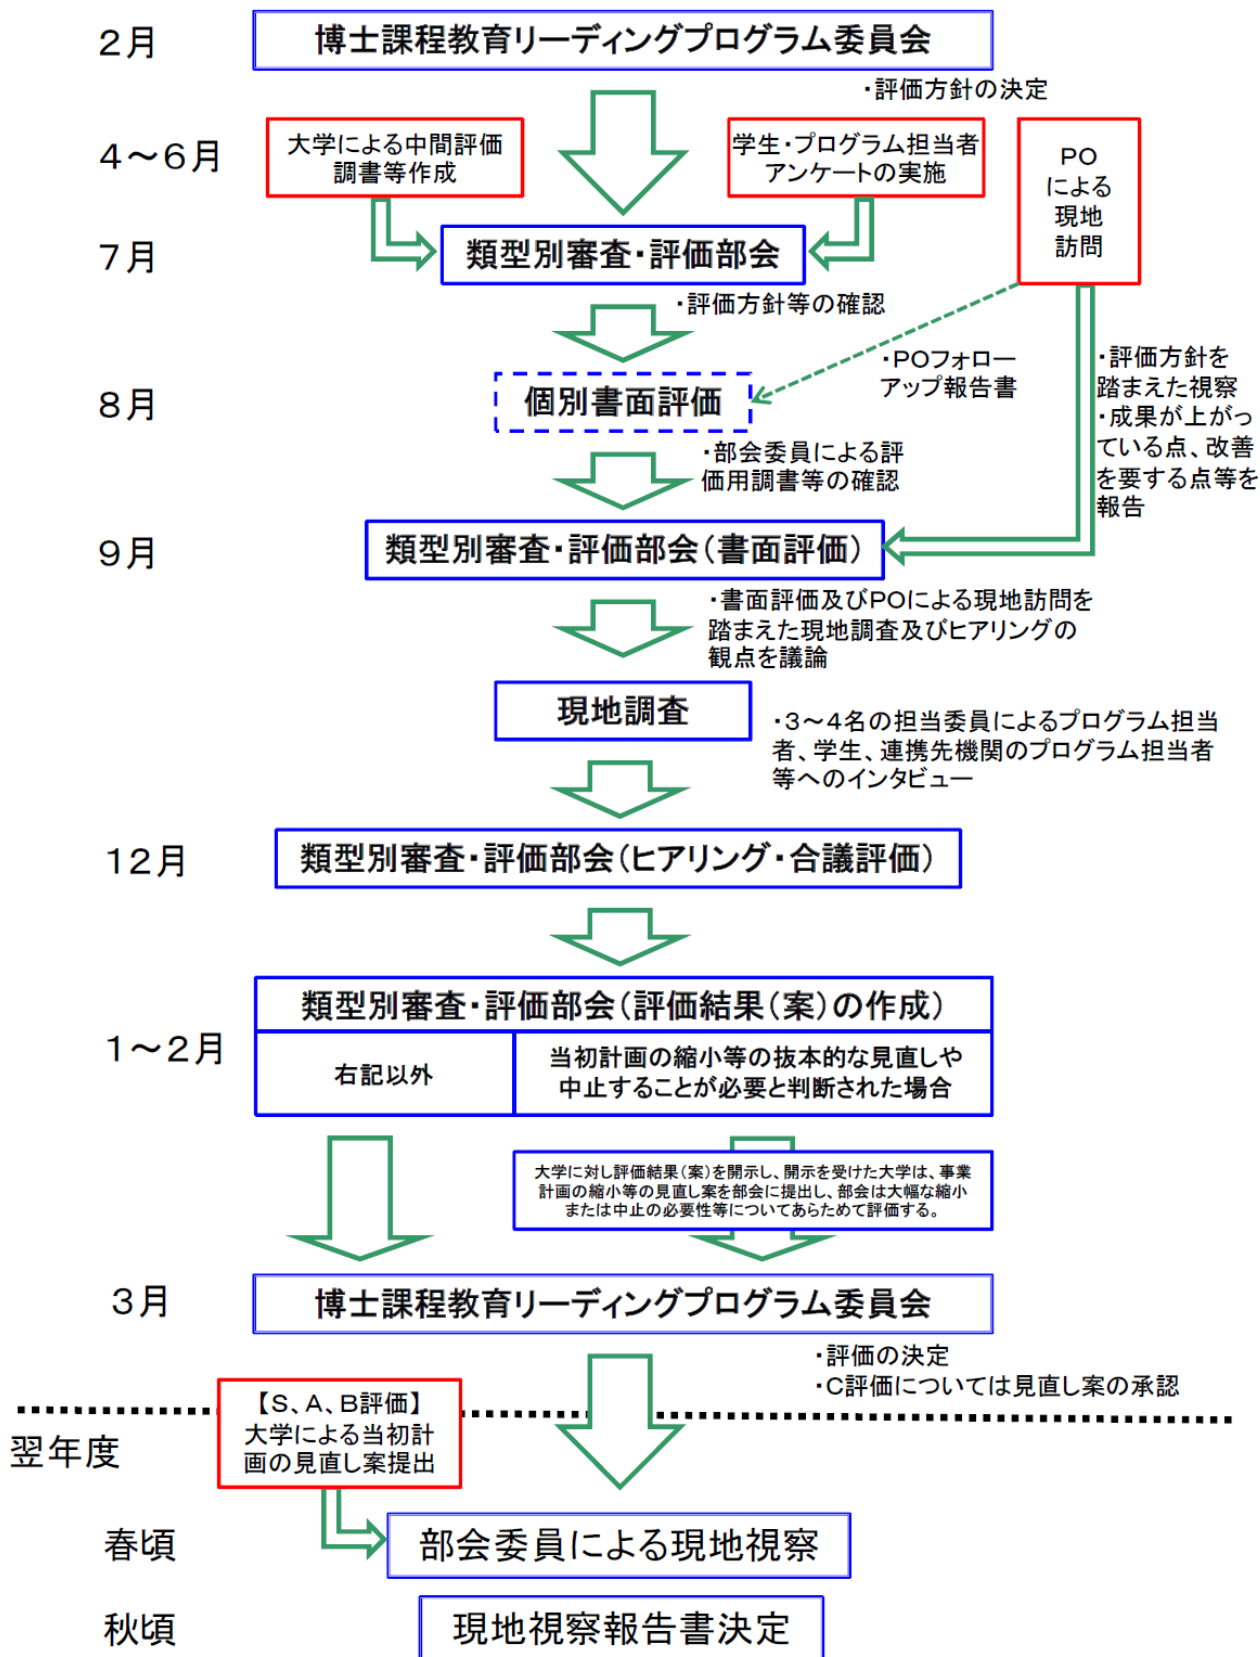 2月
博士課程教育リーディングプログラム委員会
・評価方針の決定
4～6月
大学による中間評価
調書等作成
学生・プログラム担当者
アンケートの実施
PO
による
現地
訪問
7月
類型別審査・評価部会
・評価方針等の確認
・POフォロー
アップ報告書
・評価方針を
踏まえた視察
・成果が上がっ
ている点、改善
を要する点等を
報告
8月
個別書面評価
・部会委員による評
価用調書等の確認
9月
類型別審査・評価部会（書面評価）
・書面評価及びPOによる現地訪問を
踏まえた現地調査及びヒアリングの
観点を議論
現地調査
・3～4名の担当委員によるプログラム担当
者、学生、連携先機関のプログラム担当者
等へのインタビュー
12月
類型別審査・評価部会（ヒアリング・合議評価）
1～2月
類型別審査・評価部会（評価結果（案）の作成）
右記以外
当初計画の縮小等の抜本的な見直しや
中止することが必要と判断された場合
大学に対し評価結果（案）を開示し、開示を受けた大学は、事業
計画の縮小等の見直し案を部会に提出し、部会は大幅な縮小
または中止の必要性等についてあらためて評価する。
3月
博士課程教育リーディングプログラム委員会
・評価の決定
・C評価については見直し案の承認
【S、A、B評価】
大学による当初計
画の見直し案提出
翌年度
春頃
部会委員による現地視察
秋頃
現地視察報告書決定